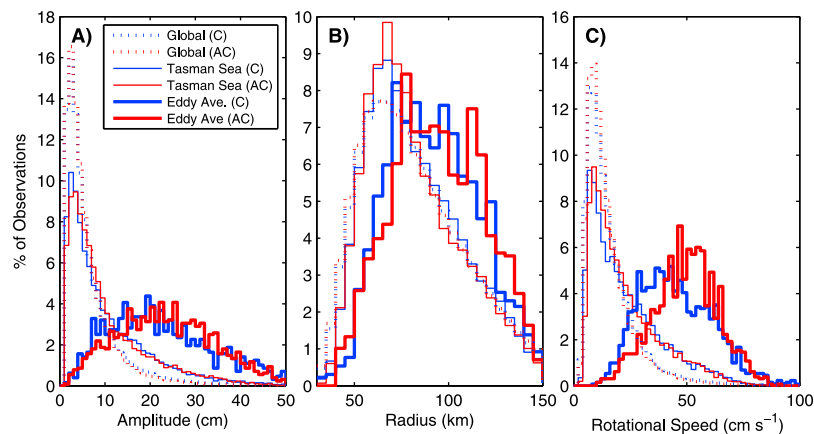 % of Observations
18
16
14
12
10
8
6
4
2
0
A)
Global (C)
Global (AC)
Tasman Sea (C)
Tasman Sea (AC)
Eddy Ave. (C)
Eddy Ave (AC)
0 10 20 30 40 50
Amplitude (cm)
10
9
8
7
6
5
4
3
2
1
0
B)
50 100 150
Radius (km)
16
14
12
10
8
6
4
2
0
C)
0 50 100
Rotational Speed (cm s⁻¹)